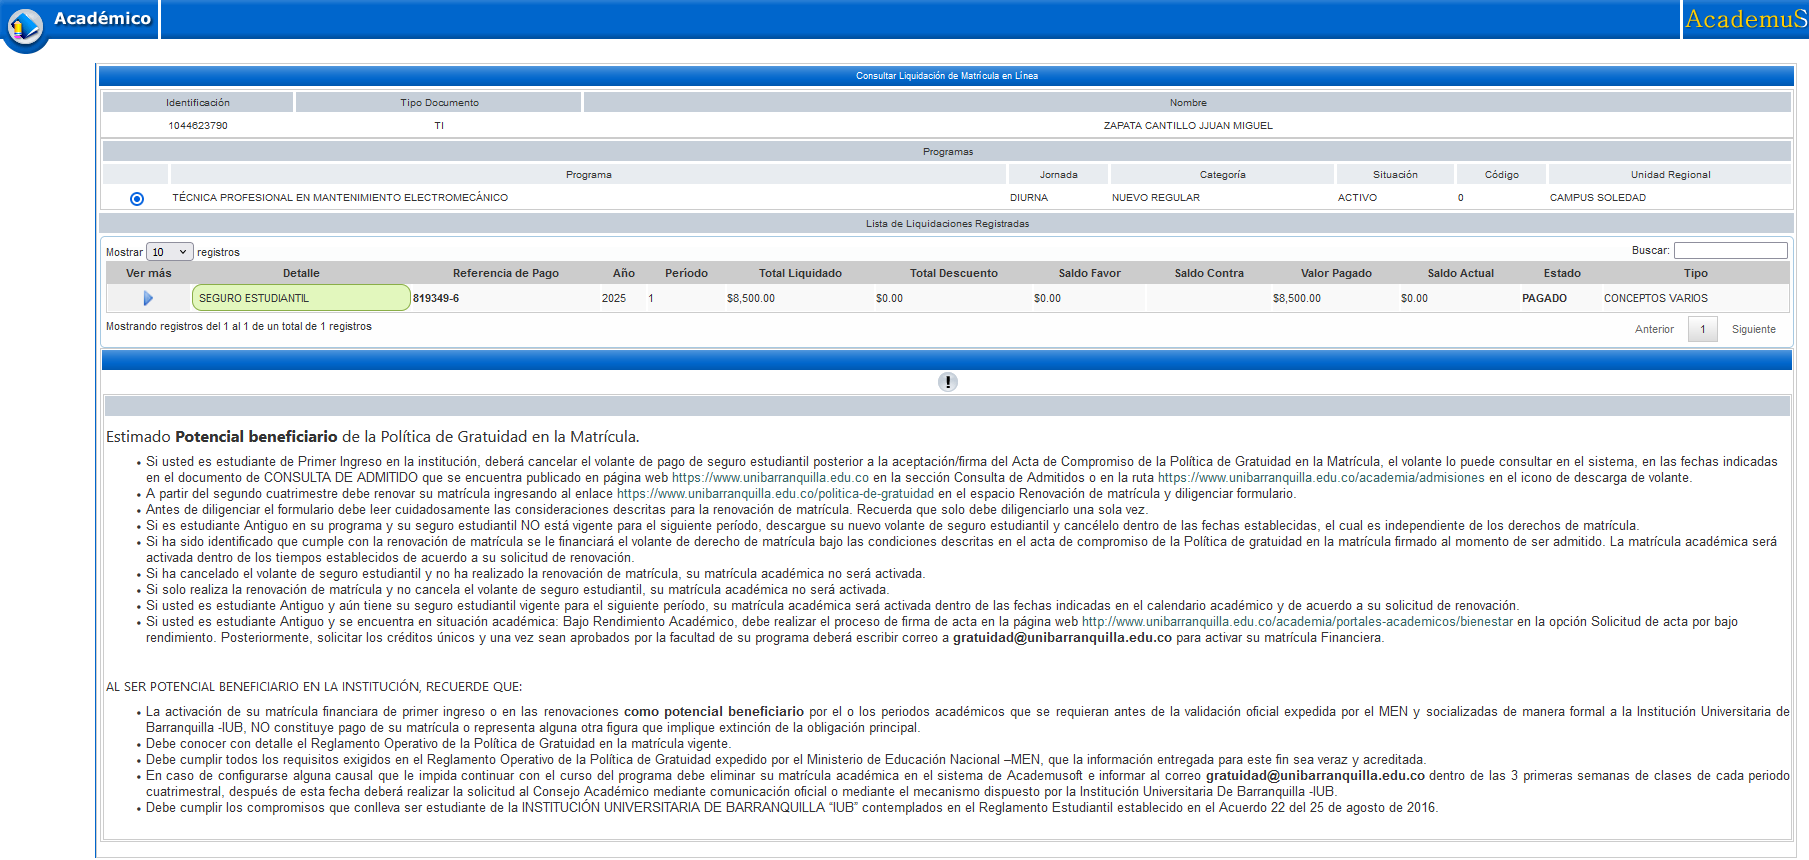 Académico
AcademuS
Consultar Liquidación de Matrícula en Línea
Identificación Tipo Documento Nombre
1044623790 TI ZAPATA CANTILLO JJUAN MIGUEL
Programas
Programa Jornada Categoría Situación Código Unidad Regional
TÉCNICA PROFESIONAL EN MANTENIMIENTO ELECTROMECÁNICO DIURNA NUEVO REGULAR ACTIVO 0 CAMPUS SOLEDAD
Lista de Liquidaciones Registradas
Mostrar 10 registros Buscar:
Ver más Detalle Referencia de Pago Año Período Total Liquidado Total Descuento Saldo Favor Saldo Contra Valor Pagado Saldo Actual Estado Tipo
SEGURO ESTUDIANTIL 819349-6 2025 1 $8,500.00 $0.00 $0.00 $8,500.00 $0.00 PAGADO CONCEPTOS VARIOS
Mostrando registros del 1 al 1 de un total de 1 registros
Anterior 1 Siguiente
!
Estimado Potencial beneficiario de la Política de Gratuidad en la Matrícula.
• Si usted es estudiante de Primer Ingreso en la institución, deberá cancelar el volante de pago de seguro estudiantil posterior a la aceptación/firma del Acta de Compromiso de la Política de Gratuidad en la Matrícula, el volante lo puede consultar en el sistema, en las fechas indicadas
en el documento de CONSULTA DE ADMITIDO que se encuentra publicado en página web https://www.unibarranquilla.edu.co en la sección Consulta de Admitidos o en la ruta https://www.unibarranquilla.edu.co/academia/admisiones en el icono de descarga de volante.
• A partir del segundo cuatrimestre debe renovar su matrícula ingresando al enlace https://www.unibarranquilla.edu.co/politica-de-gratuidad en el espacio Renovación de matrícula y diligenciar formulario.
• Antes de diligenciar el formulario debe leer cuidadosamente las consideraciones descritas para la renovación de matrícula. Recuerda que solo debe diligenciarlo una sola vez.
• Si es estudiante Antiguo en su programa y su seguro estudiantil NO está vigente para el siguiente período, descargue su nuevo volante de seguro estudiantil y cancélelo dentro de las fechas establecidas, el cual es independiente de los derechos de matrícula.
• Si ha sido identificado que cumple con la renovación de matrícula se le financiará el volante de derecho de matrícula bajo las condiciones descritas en el acta de compromiso de la Política de gratuidad en la matrícula firmado al momento de ser admitido. La matrícula académica será
activada dentro de los tiempos establecidos de acuerdo a su solicitud de renovación.
• Si ha cancelado el volante de seguro estudiantil y no ha realizado la renovación de matrícula, su matrícula académica no será activada.
• Si solo realiza la renovación de matrícula y no cancela el volante de seguro estudiantil, su matrícula académica no será activada.
• Si usted es estudiante Antiguo y aún tiene su seguro estudiantil vigente para el siguiente período, su matrícula académica será activada dentro de las fechas indicadas en el calendario académico y de acuerdo a su solicitud de renovación.
• Si usted es estudiante Antiguo y se encuentra en situación académica: Bajo Rendimiento Académico, debe realizar el proceso de firma de acta en la página web http://www.unibarranquilla.edu.co/academia/portales-academicos/bienestar en la opción Solicitud de acta por bajo
rendimiento. Posteriormente, solicitar los créditos únicos y una vez sean aprobados por la facultad de su programa deberá escribir correo a gratuidad@unibarranquilla.edu.co para activar su matrícula Financiera.
AL SER POTENCIAL BENEFICIARIO EN LA INSTITUCIÓN, RECUERDE QUE:
• La activación de su matrícula financiara de primer ingreso o en las renovaciones como potencial beneficiario por el o los periodos académicos que se requieran antes de la validación oficial expedida por el MEN y socializadas de manera formal a la Institución Universitaria de
Barranquilla -IUB, NO constituye pago de su matrícula o representa alguna otra figura que implique extinción de la obligación principal.
• Debe conocer con detalle el Reglamento Operativo de la Política de Gratuidad en la matrícula vigente.
• Debe cumplir todos los requisitos exigidos en el Reglamento Operativo de la Política de Gratuidad expedido por el Ministerio de Educación Nacional –MEN, que la información entregada para este fin sea veraz y acreditada.
• En caso de configurarse alguna causal que le impida continuar con el curso del programa debe eliminar su matrícula académica en el sistema de Academusoft e informar al correo gratuidad@unibarranquilla.edu.co dentro de las 3 primeras semanas de clases de cada periodo
cuatrimestral, después de esta fecha deberá realizar la solicitud al Consejo Académico mediante comunicación oficial o mediante el mecanismo dispuesto por la Institución Universitaria De Barranquilla -IUB.
• Debe cumplir los compromisos que conlleva ser estudiante de la INSTITUCIÓN UNIVERSITARIA DE BARRANQUILLA “IUB” contemplados en el Reglamento Estudiantil establecido en el Acuerdo 22 del 25 de agosto de 2016.